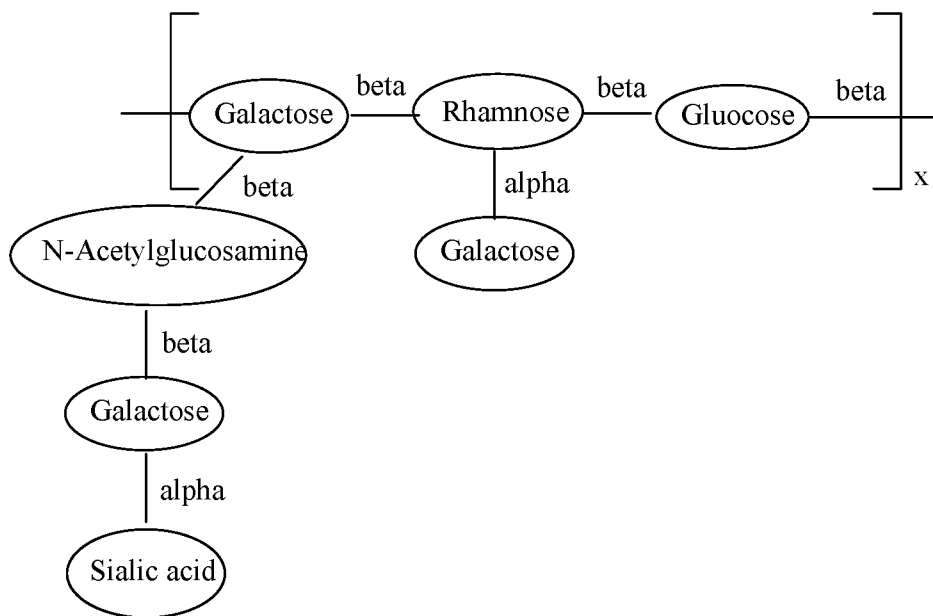 beta beta beta
Galactose Rhamnose Gluocose
x
beta alpha
N-Acetylglucosamine Galactose
beta
Galactose
alpha
Sialic acid